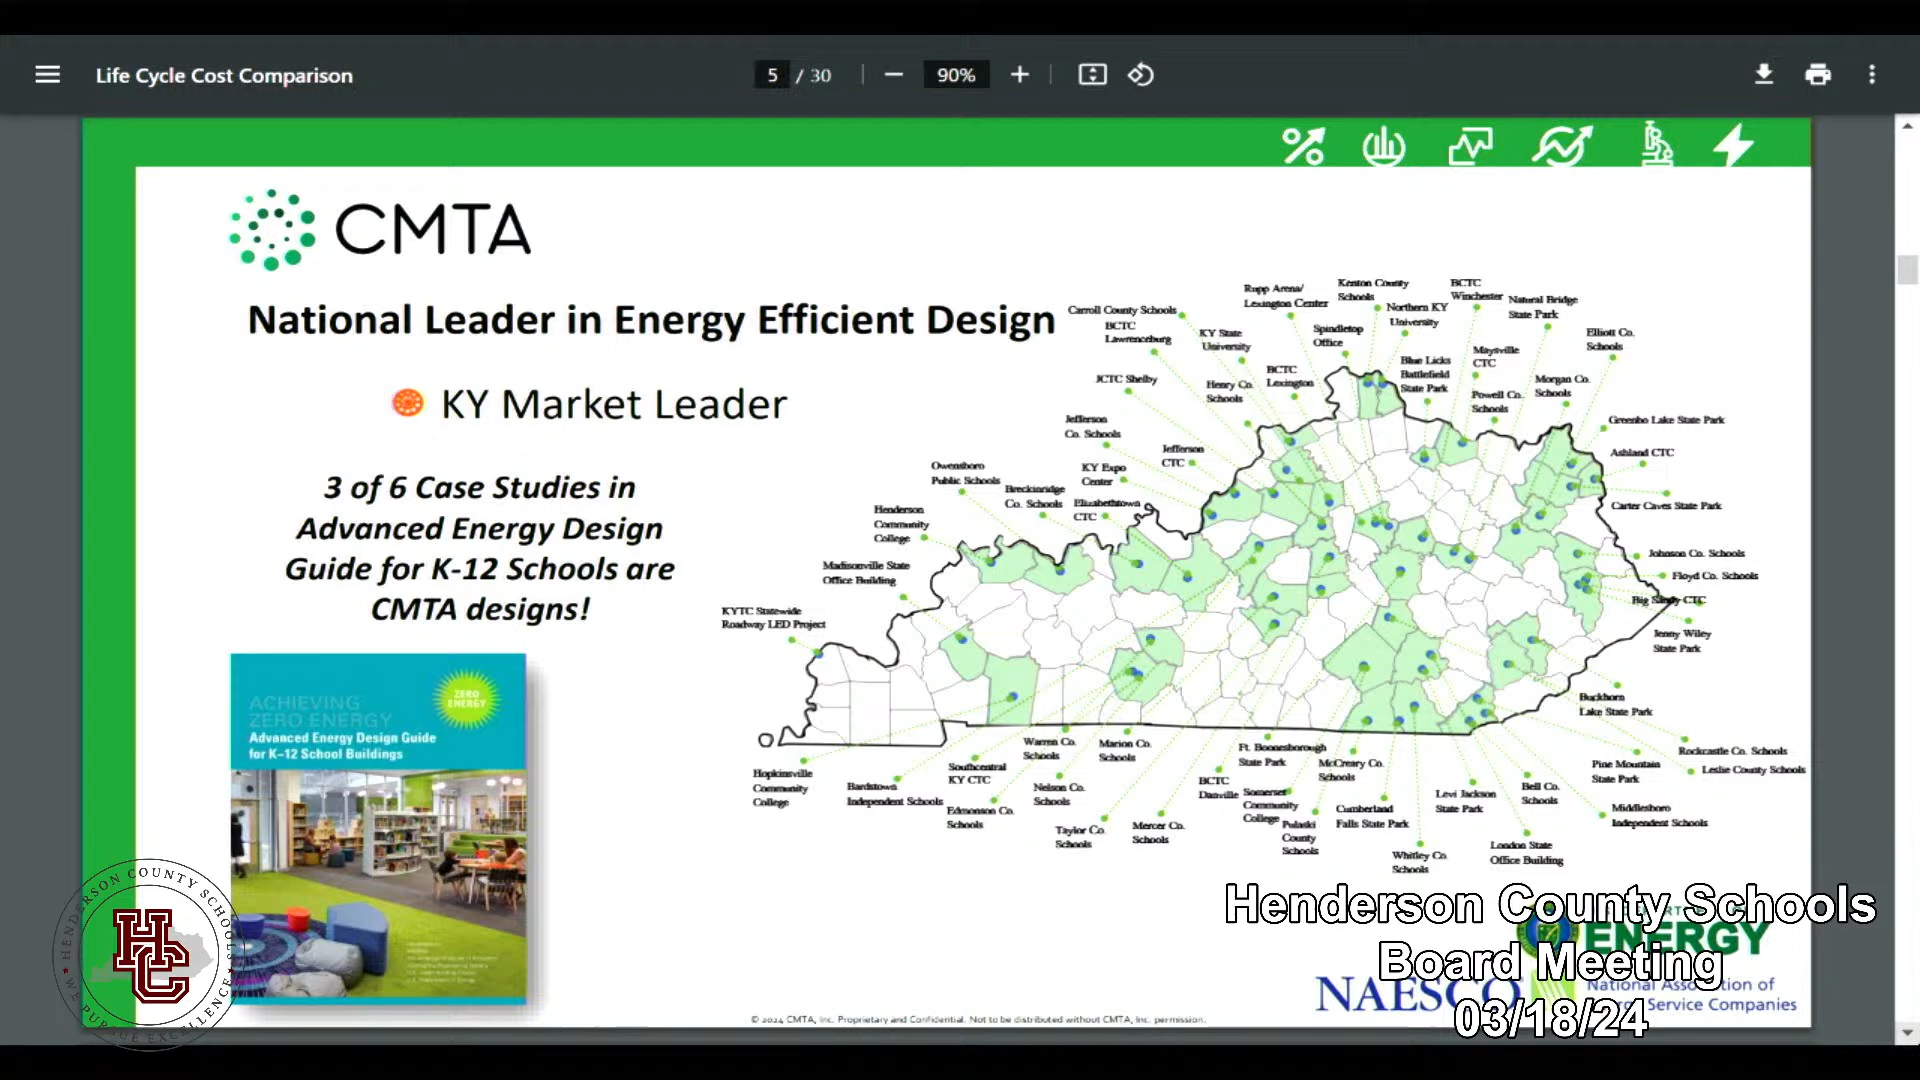 Life Cycle Cost Comparison
5 / 30
90%
CMTA
National Leader in Energy Efficient Design
KY Market Leader
3 of 6 Case Studies in
Advanced Energy Design
Guide for K-12 Schools are
CMTA designs!
ACHIEVING
ZERO ENERGY
ZERO
ENERGY
Advanced Energy Design Guide
for K–12 School Buildings
Carroll County Schools
BCTC
Lawrenceburg
Rupp Arena/
Lexington Center
Kenton County
Schools
BCTC
Winchester
Natural Bridge
State Park
Northern KY
University
KY State
University
Spindletop
Office
Elliott Co.
Schools
JCTC Shelby
Henry Co.
Schools
BCTC
Lexington
Blue Licks
Battlefield
State Park
Maysville
CTC
Powell Co.
Schools
Morgan Co.
Schools
Jefferson
Co. Schools
Jefferson
CTC
Greenbo Lake State Park
Ashland CTC
Owensboro
Public Schools
KY Expo
Center
Breckinridge
Co. Schools
Elizabethtown
CTC
Carter Caves State Park
Henderson
Community
College
Madisonville State
Office Building
KYTC Statewide
Roadway LED Project
Johnson Co. Schools
Floyd Co. Schools
Big Sandy CTC
Jenny Wiley
State Park
Buckhorn
Lake State Park
Rockcastle Co. Schools
Leslie County Schools
Pine Mountain
State Park
Middlesboro
Independent Schools
Hopkinsville
Community
College
Bardstown
Independent Schools
Southcentral
KY CTC
Edmonson Co.
Schools
Warren Co.
Schools
Nelson Co.
Schools
Marion Co.
Schools
Taylor Co.
Schools
Mercer Co.
Schools
BCTC
Danville
Ft. Boonesborough
State Park
Somerset
Community
College
Pulaski
County
Schools
McCreary Co.
Schools
Cumberland
Falls State Park
Whitley Co.
Schools
Levi Jackson
State Park
London State
Office Building
Bell Co.
Schools
ENERGY
NAESCO
National Association of
Service Companies
© 2024 CMTA, Inc. Proprietary and Confidential. Not to be distributed without CMTA, Inc. permission.
HENDERSON COUNTY SCHOOLS
HC
WE PURSUE EXCELLENCE
Henderson County Schools
Board Meeting
03/18/24